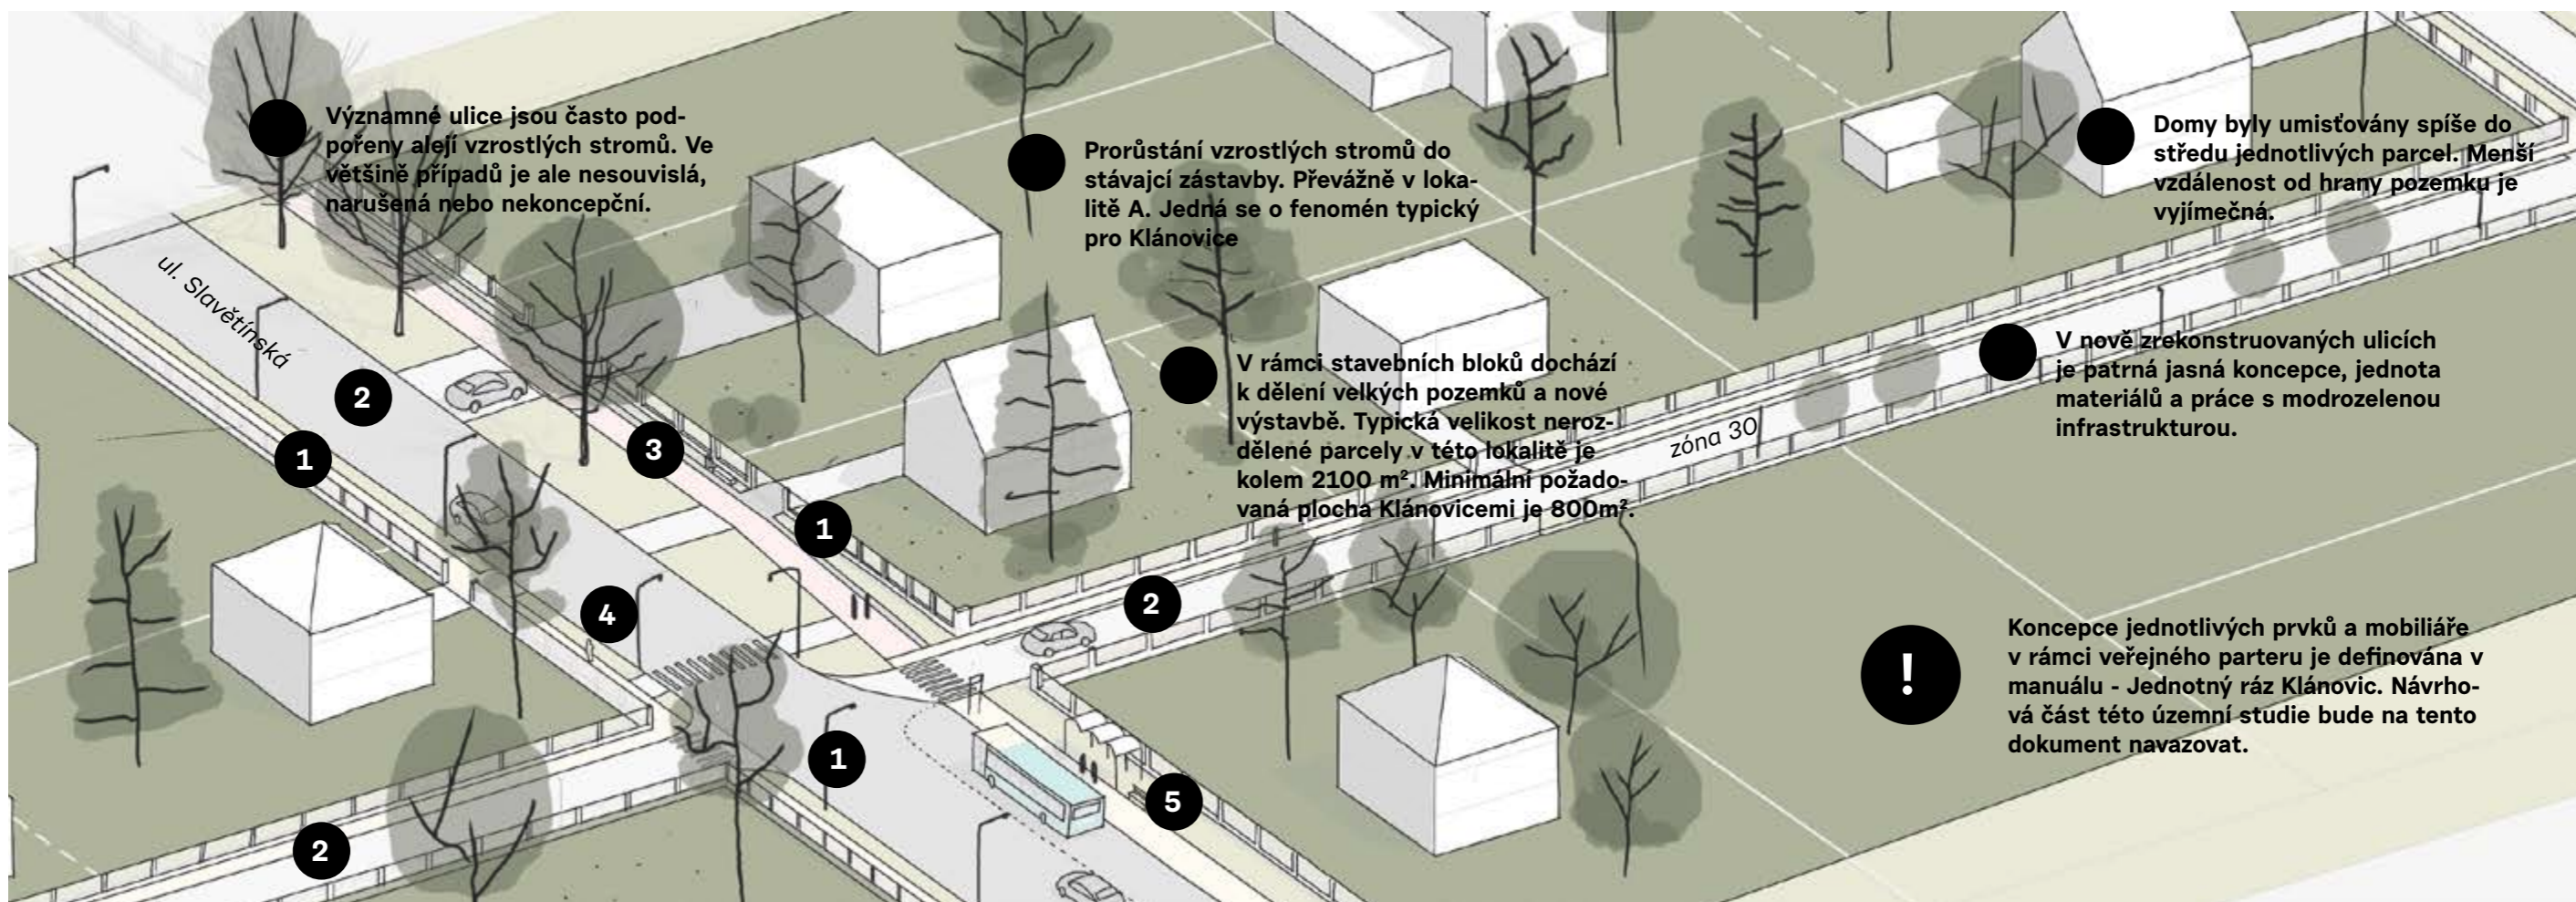 Významné ulice jsou často pod-
pořeny alejí vzrostlých stromů. Ve
většině případů je ale nesouvislá,
narušená nebo nekoncepční.
Prorůstání vzrostlých stromů do
stávajcí zástavby. Převážně v loka-
litě A. Jedná se o fenomén typický
pro Klánovice
Domy byly umisťovány spíše do
středu jednotlivých parcel. Menší
vzdálenost od hrany pozemku je
vyjímečná.
ul. Slavětínská
V rámci stavebních bloků dochází
k dělení velkých pozemků a nové
výstavbě. Typická velikost neroz-
dělené parcely v této lokalitě je
kolem 2100 m². Minimální požado-
vaná plocha Klánovicemi je 800m².
V nově zrekonstruovaných ulicích
je patrná jasná koncepce, jednota
materiálů a práce s modrozelenou
infrastrukturou.
zóna 30
2
1
3
1
2
4
!
Koncepce jednotlivých prvků a mobiliáře
v rámci veřejného parteru je definována v
manuálu - Jednotný ráz Klánovic. Návrho-
vá část této územní studie bude na tento
dokument navazovat.
1
5
2